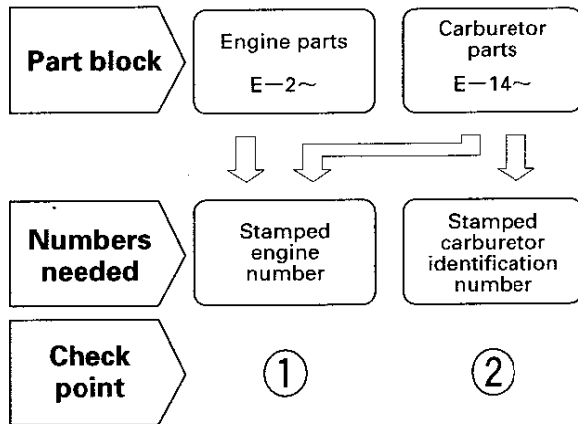 Part block
Engine parts
E—2~
Carburetor
parts
E—14~
Numbers
needed
Stamped
engine
number
Stamped
carburetor
identification
number
Check
point
①
②